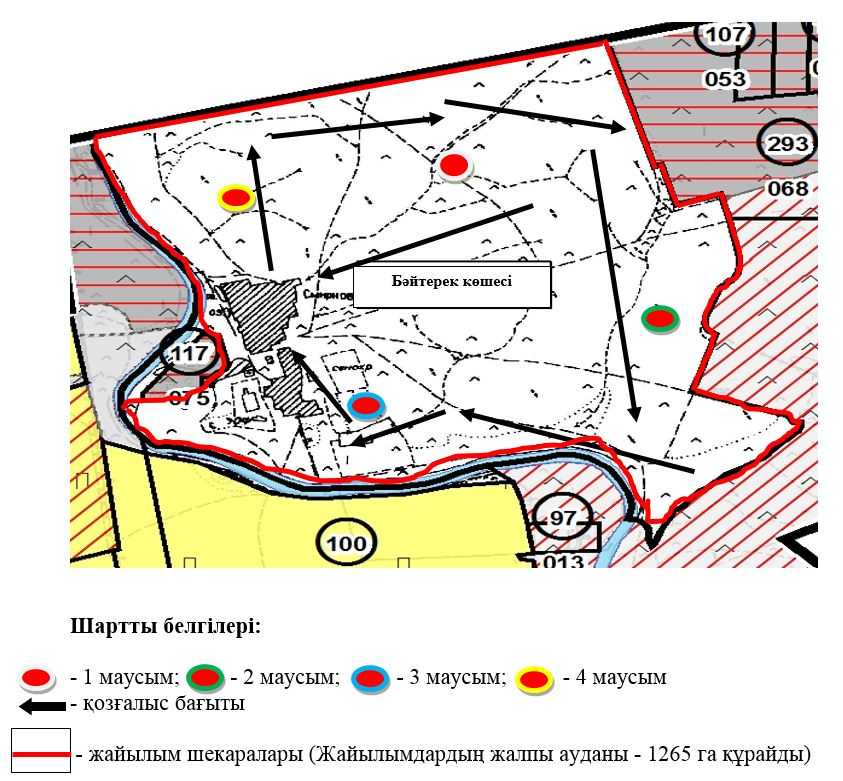 107
053
293
068
Бәйтерек көшесі
Смирнов
117
075
97
100
013
Шартты белгілері:
- 1 маусым; - 2 маусым; - 3 маусым; - 4 маусым
- қозғалыс бағыты
- жайылым шекаралары (Жайылымдардың жалпы ауданы - 1265 га құрайды)